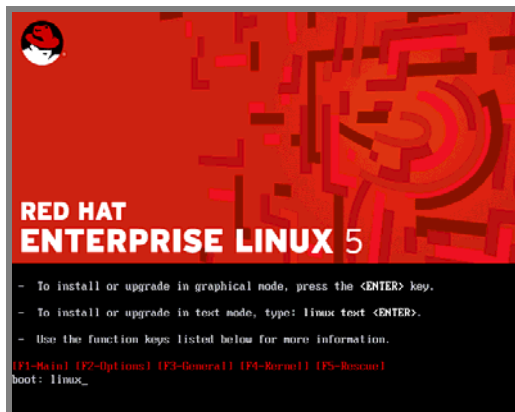 RED HAT
ENTERPRISE LINUX 5
- To install or upgrade in graphical mode, press the <ENTER> key.
- To install or upgrade in text mode, type: linux text <ENTER>.
- Use the function keys listed below for more information.
[F1-Main] [F2-Options] [F3-General] [F4-Kernel] [F5-Rescue]
boot: linux_